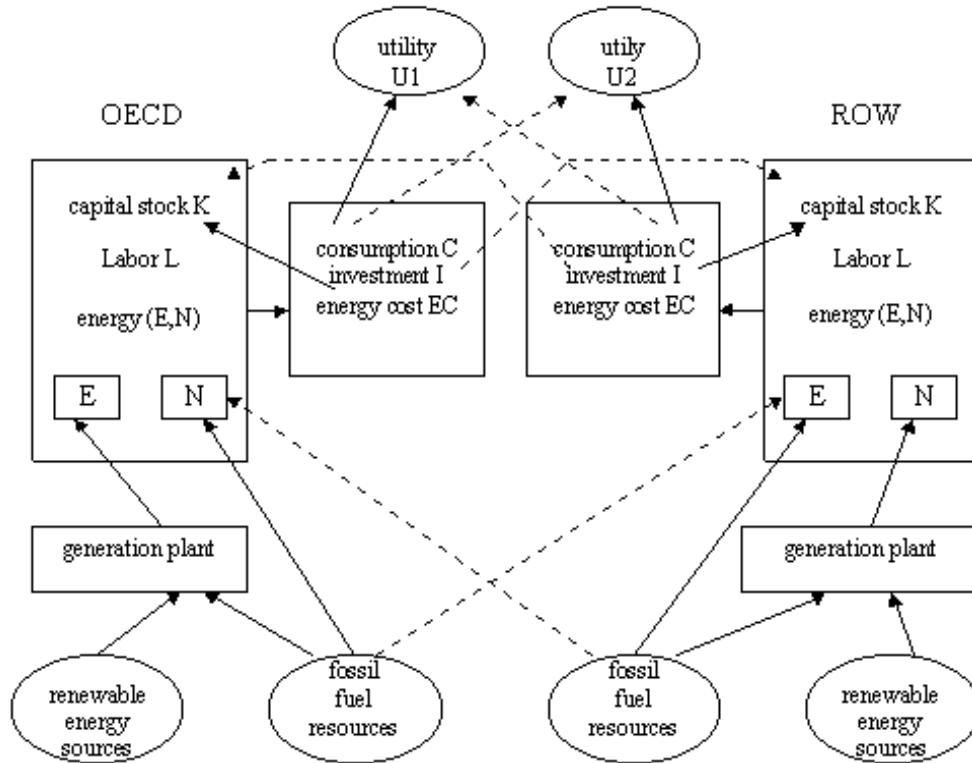 utility
U1
utily
U2
OECD
ROW
capital stock K
Labor L
energy (E,N)
E
N
consumption C
investment I
energy cost EC
consumption C
investment I
energy cost EC
capital stock K
Labor L
energy (E,N)
E
N
generation plant
generation plant
renewable
energy
sources
fossil
fuel
resources
fossil
fuel
resources
renewable
energy
sources